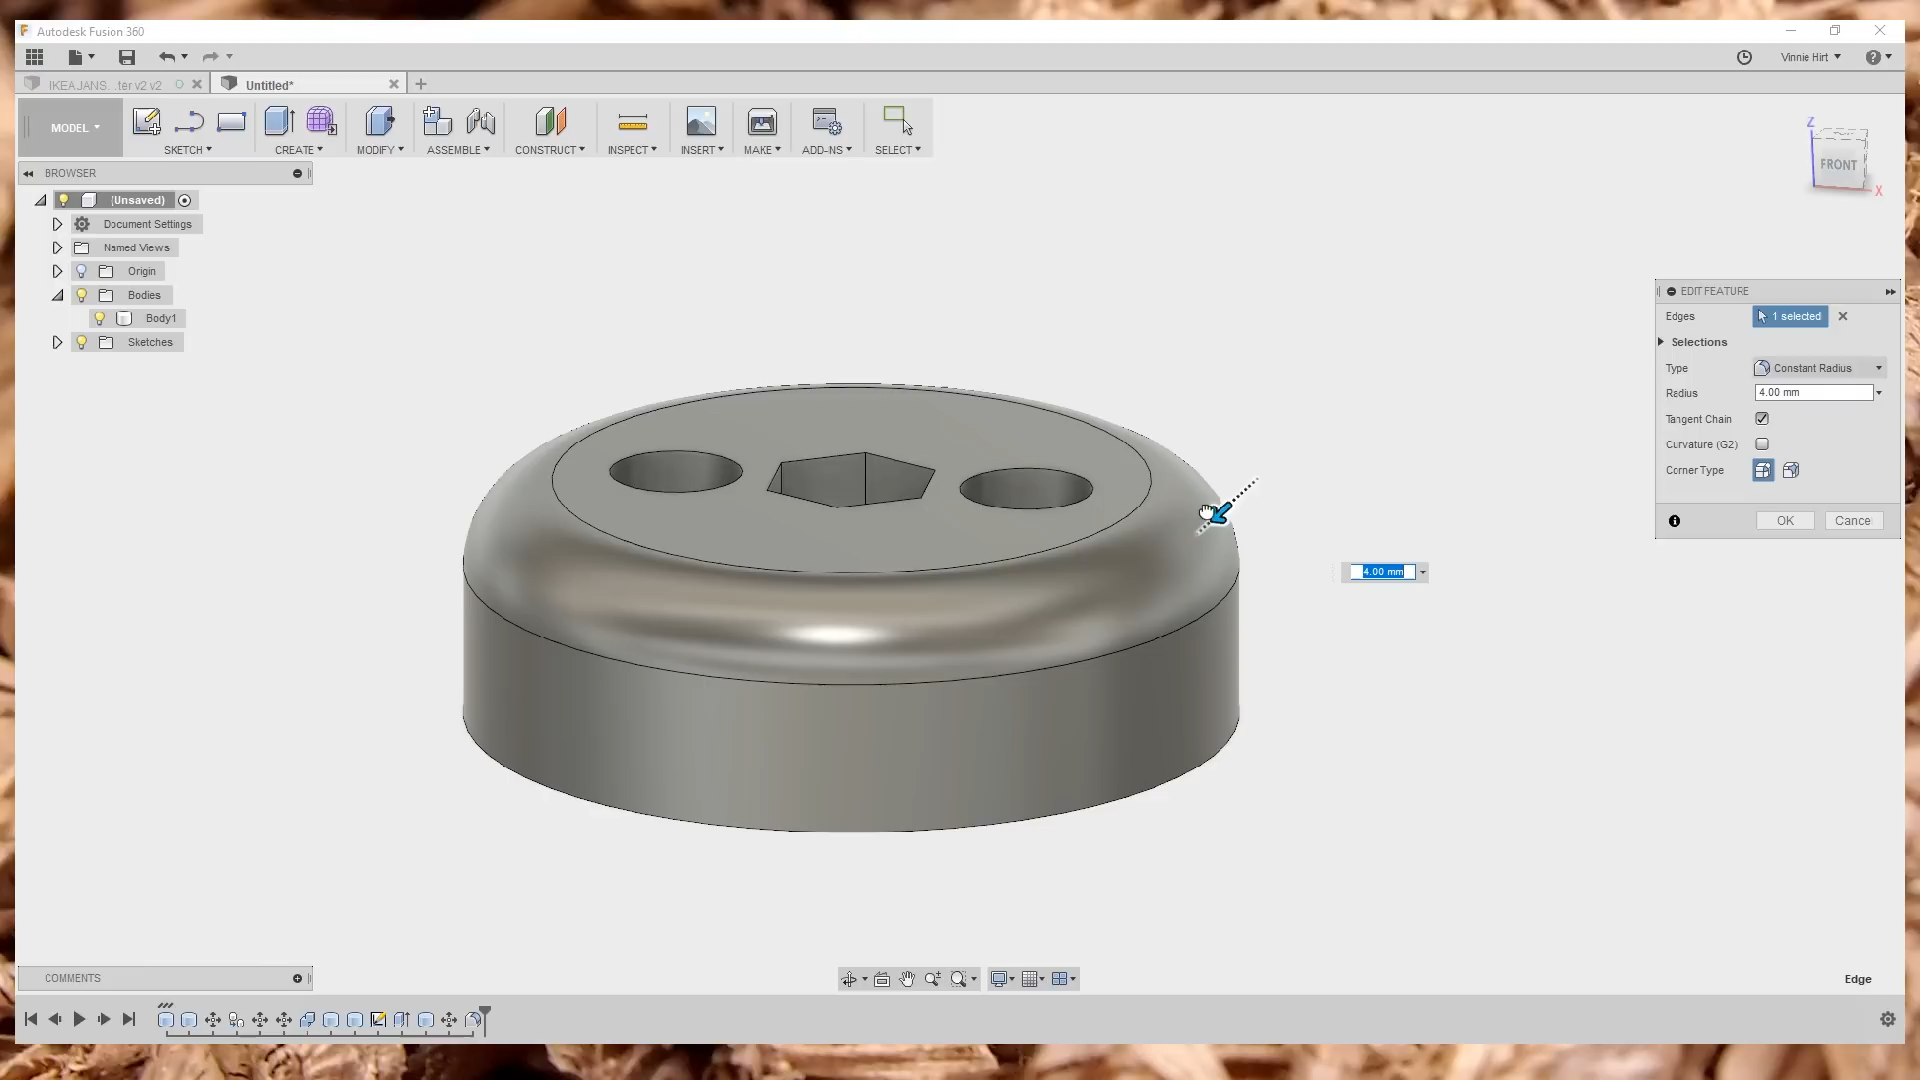 Autodesk Fusion 360
Vinnie Hirt
IKEAJANS. ..ter v2 v2
Untitled*
MODEL
SKETCH
CREATE
MODIFY
ASSEMBLE
CONSTRUCT
INSPECT
INSERT
MAKE
ADD-INS
SELECT
Z
FRONT
X
BROWSER
(Unsaved)
Document Settings
Named Views
Origin
Bodies
Body1
Sketches
EDIT FEATURE
Edges 1 selected
Selections
Type Constant Radius
Radius 4.00 mm
Tangent Chain
Curvature (G2)
Corner Type
OK Cance
4.00 mm
COMMENTS
Edge